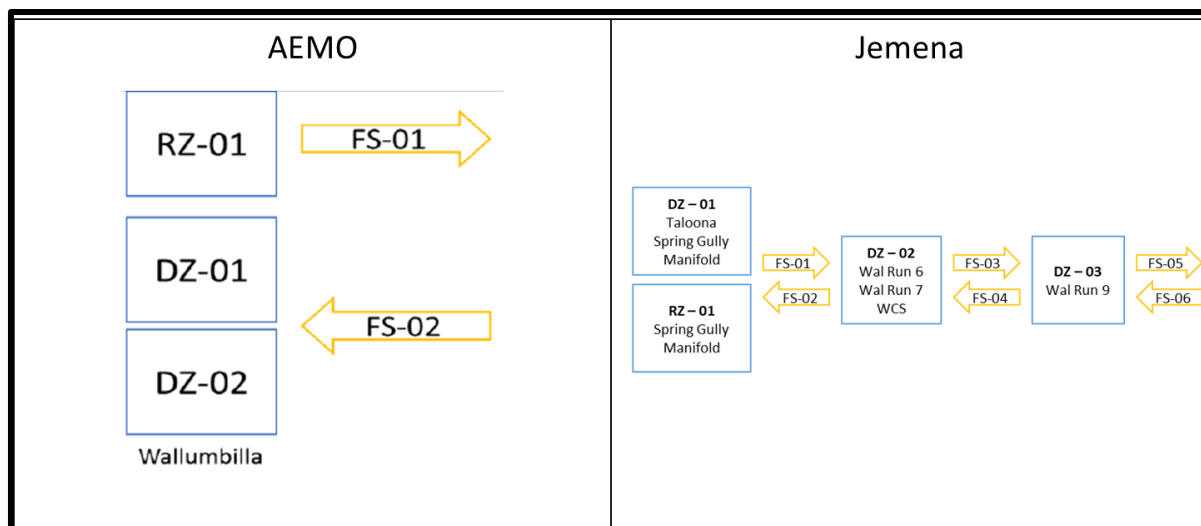 AEMO
RZ-01
FS-01
DZ-01
FS-02
DZ-02
Wallumbilla
Jemena
DZ – 01
Taloona
Spring Gully
Manifold
RZ – 01
Spring Gully
Manifold
FS-01
FS-02
DZ – 02
Wal Run 6
Wal Run 7
WCS
FS-03
FS-04
DZ – 03
Wal Run 9
FS-05
FS-06